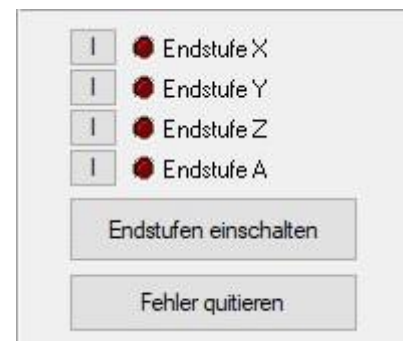 I Endstufe X
I Endstufe Y
I Endstufe Z
I Endstufe A
Endstufen einschalten
Fehler quitieren